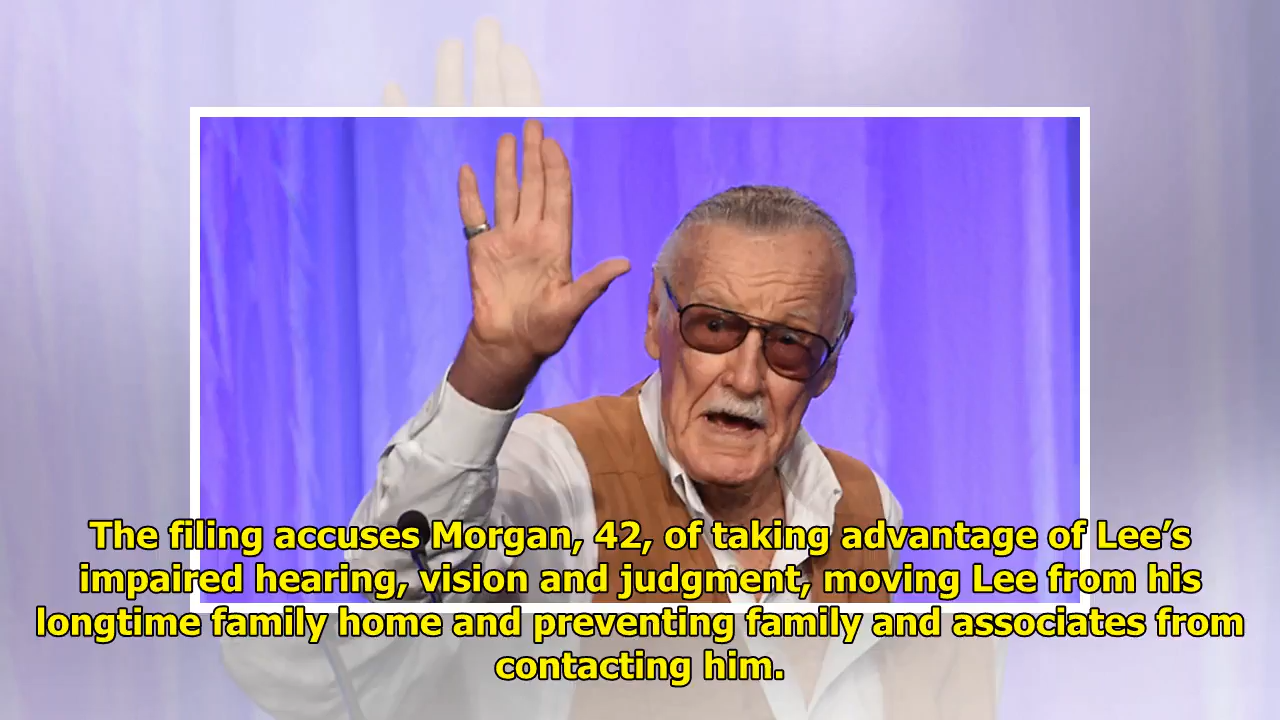 The filing accuses Morgan, 42, of taking advantage of Lee’s
impaired hearing, vision and judgment, moving Lee from his
longtime family home and preventing family and associates from
contacting him.